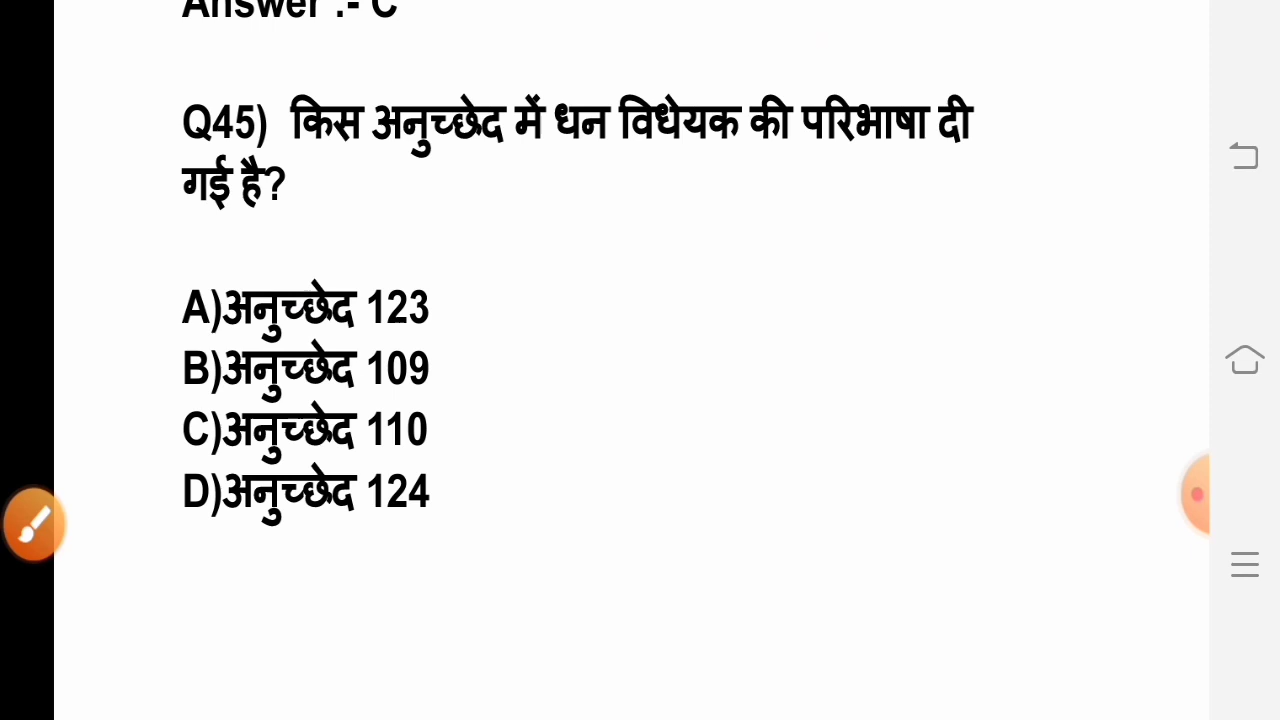 Answer :- C
Q45) किस अनुच्छेद में धन विधेयक की परिभाषा दी
गई है?
A)अनुच्छेद 123
B)अनुच्छेद 109
C)अनुच्छेद 110
D)अनुच्छेद 124